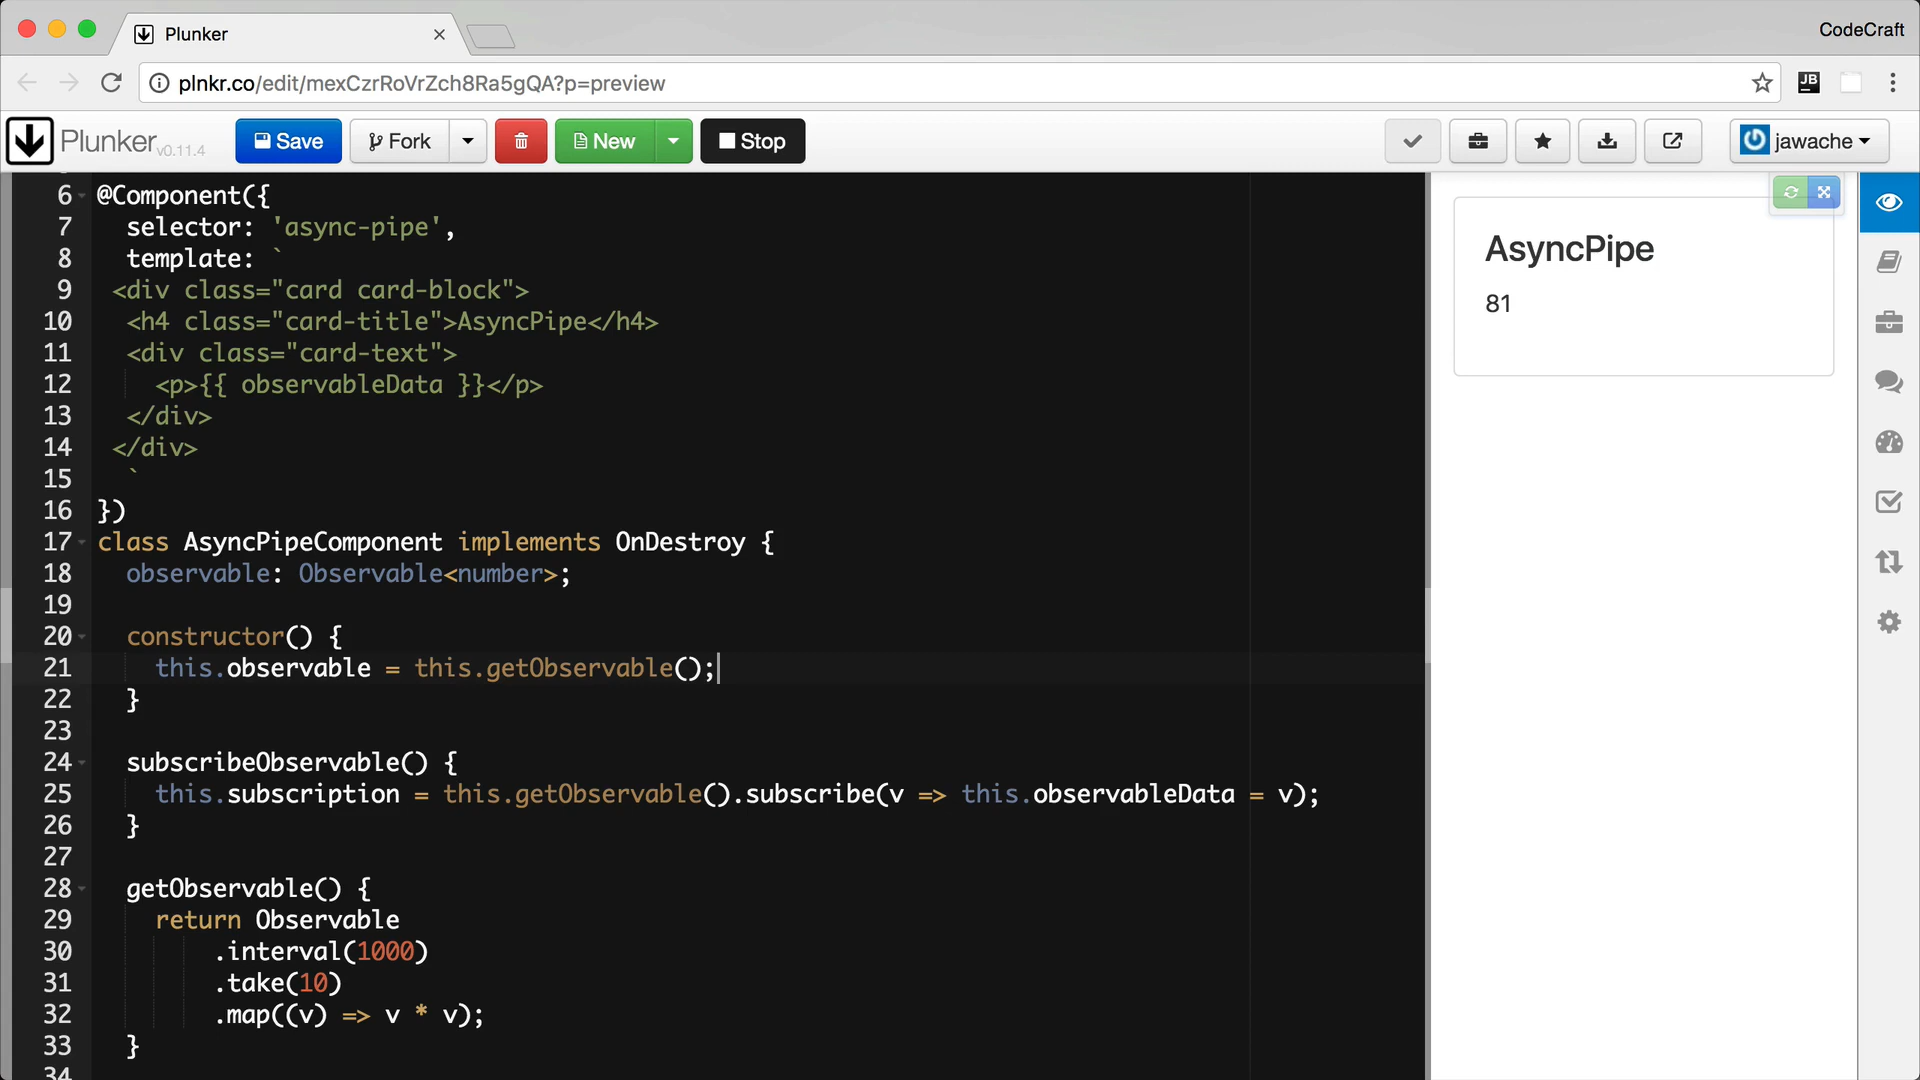 Plunker
CodeCraft
plnkr.co/edit/mexCzrRoVrZch8Ra5gQA?p=preview
JB
Plunker v0.11.4
Save
Fork
New
Stop
jawache
6 @Component({
7 selector: 'async-pipe',
8 template: `
9 <div class="card card-block">
10 <h4 class="card-title">AsyncPipe</h4>
11 <div class="card-text">
12 <p>{{ observableData }}</p>
13 </div>
14 </div>
15 `
16 })
17 class AsyncPipeComponent implements OnDestroy {
18 observable: Observable<number>;
19
20 constructor() {
21 this.observable = this.getObservable();
22 }
23
24 subscribeObservable() {
25 this.subscription = this.getObservable().subscribe(v => this.observableData = v);
26 }
27
28 getObservable() {
29 return Observable
30 .interval(1000)
31 .take(10)
32 .map((v) => v * v);
33 }
34
AsyncPipe
81